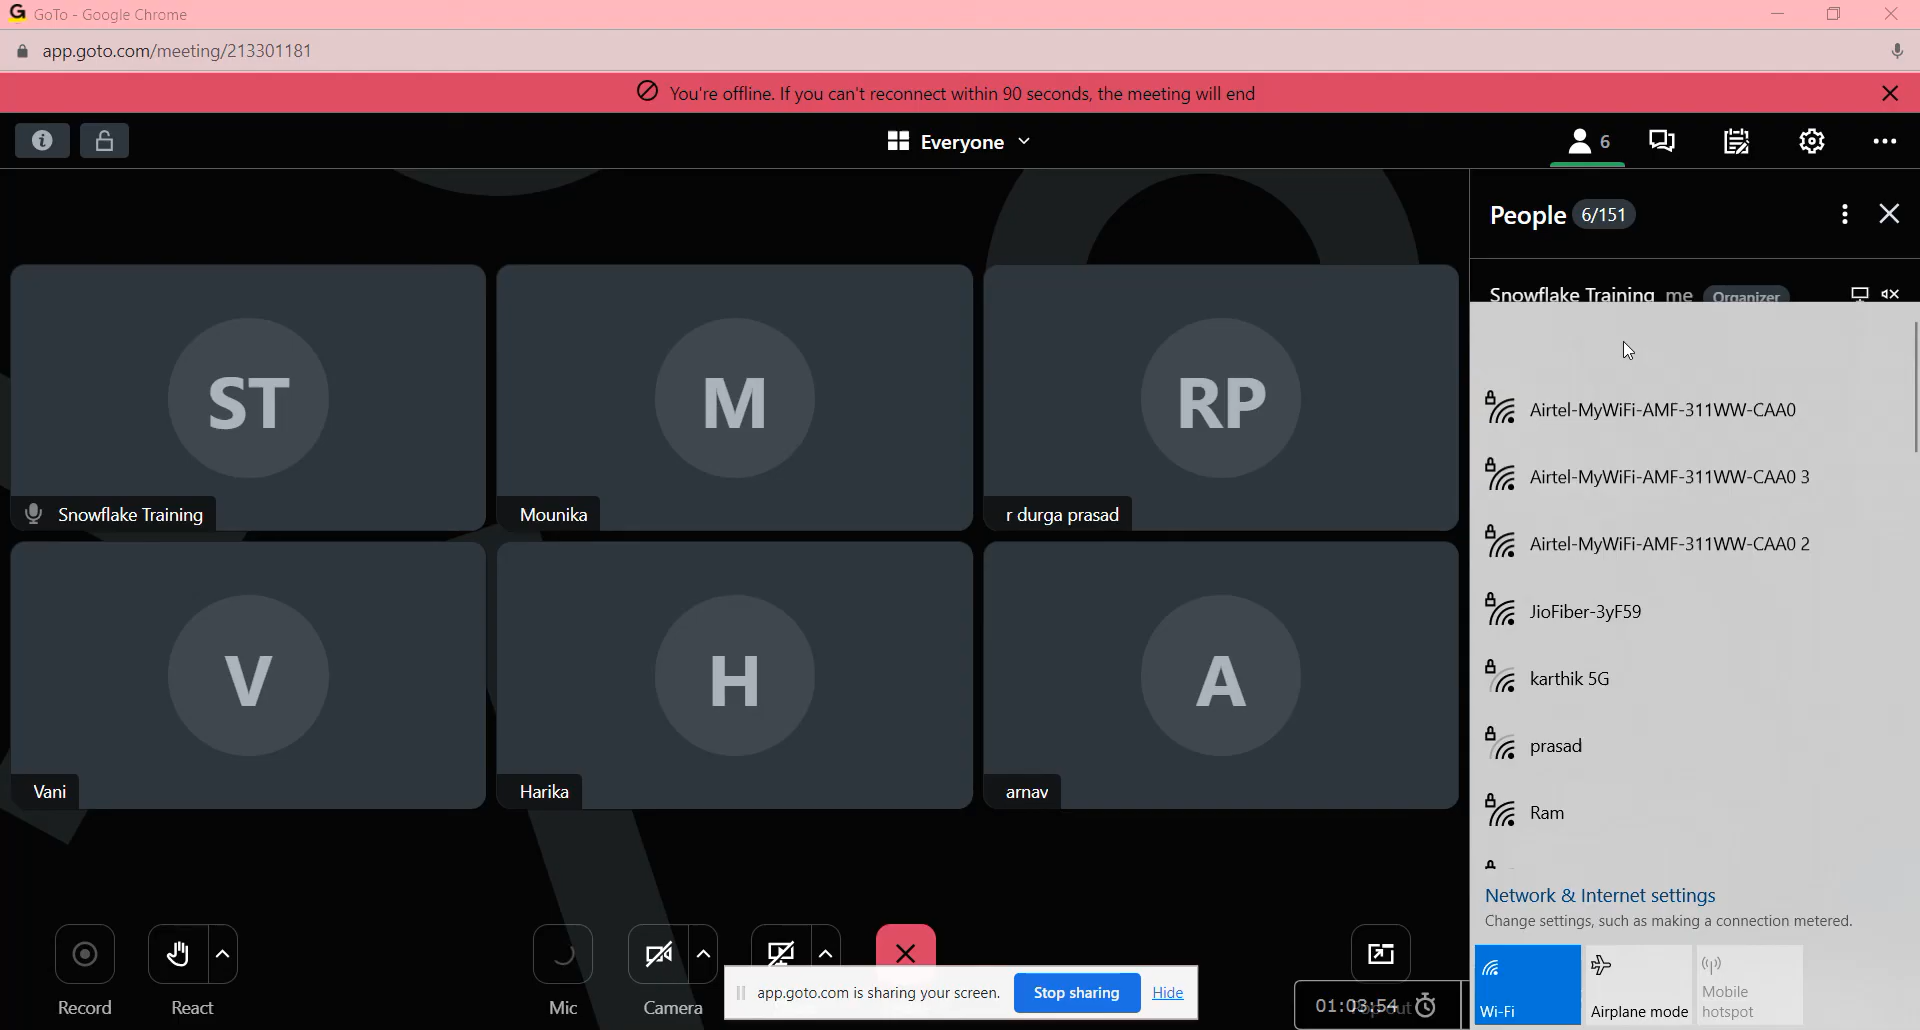 GoTo - Google Chrome
app.goto.com/meeting/213301181
You're offline. If you can't reconnect within 90 seconds, the meeting will end
Everyone
6
People 6/151
Snowflake Training me Organizer
ST
M
RP
Snowflake Training
Mounika
r durga prasad
V
H
A
Vani
Harika
arnav
Airtel-MyWiFi-AMF-311WW-CAA0
Airtel-MyWiFi-AMF-311WW-CAA0 3
Airtel-MyWiFi-AMF-311WW-CAA0 2
JioFiber-3yF59
karthik 5G
prasad
Ram
Network & Internet settings
Change settings, such as making a connection metered.
Wi-Fi
Airplane mode
Mobile
hotspot
Record
React
Mic
Camera
app.goto.com is sharing your screen.
Stop sharing
Hide
01:03:54